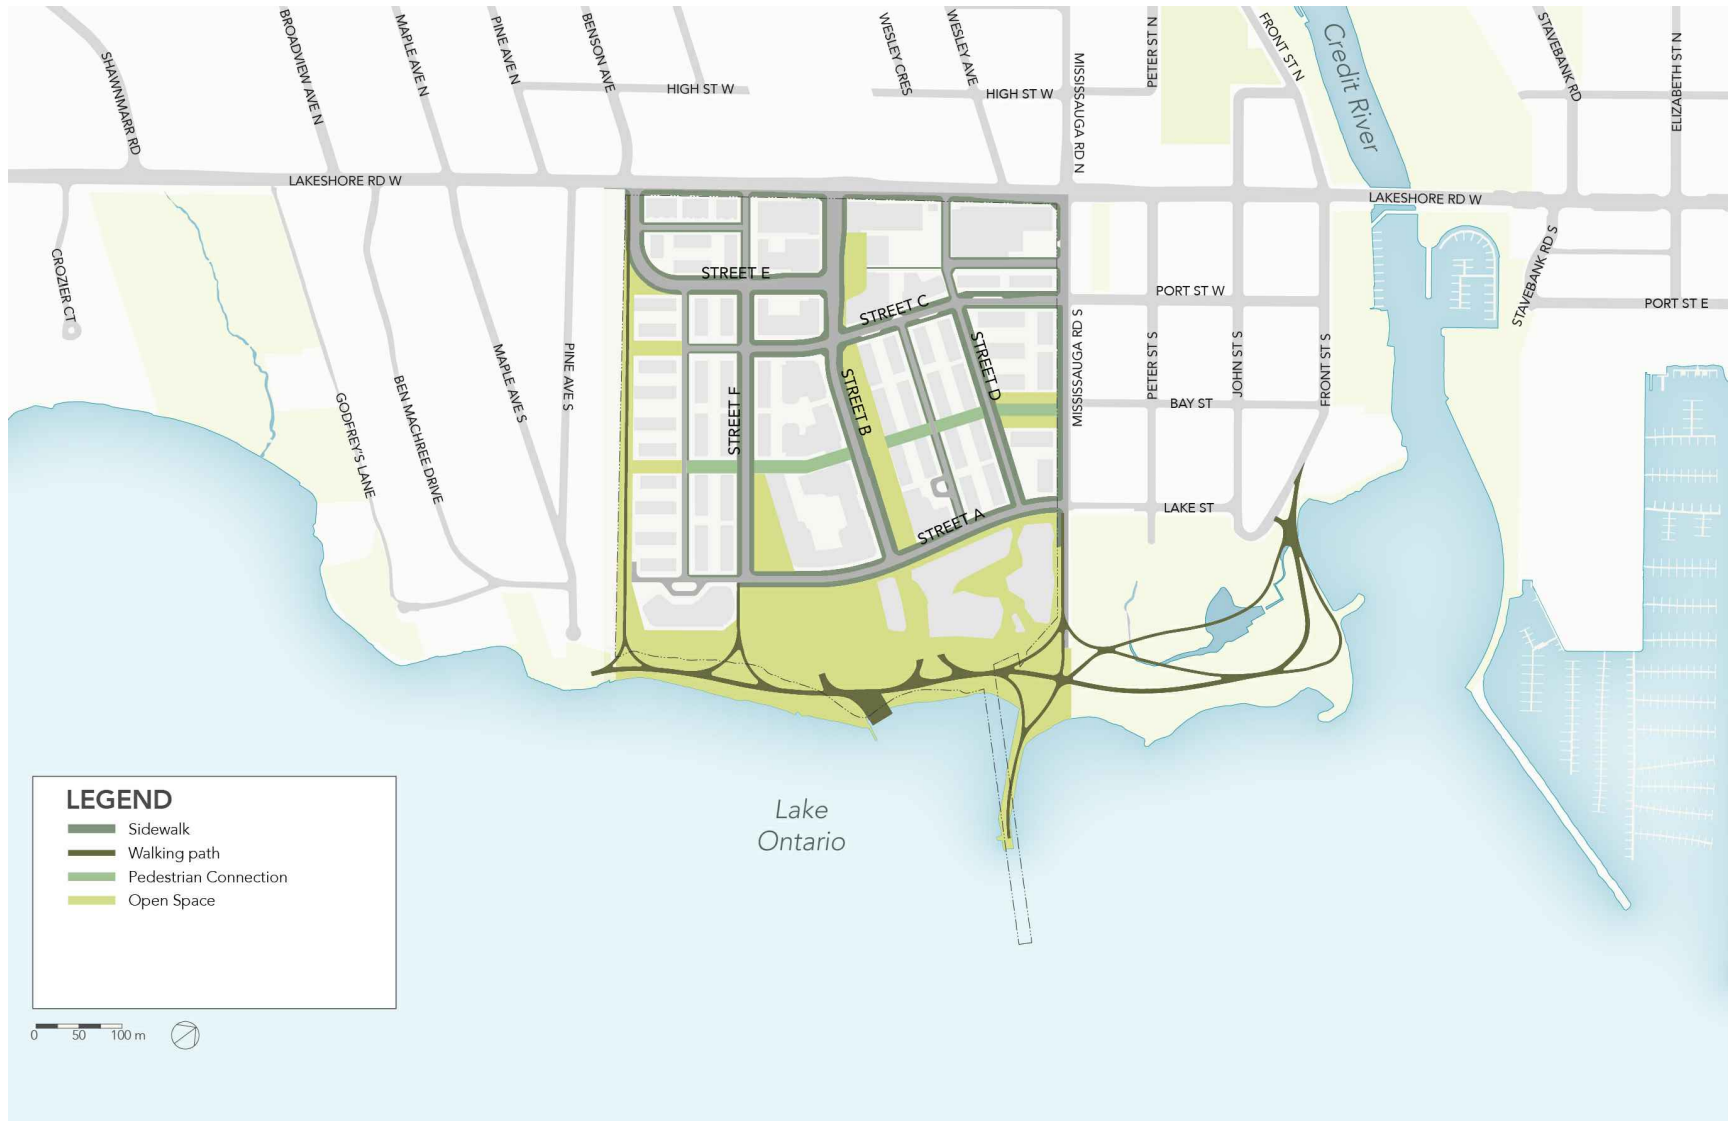 SHAWNMARR RD
BROADVIEW AVE N
MAPLE AVE N
PINE AVE N
BENSON AVE
HIGH ST W
WESLEY CRES
WESLEY AVE
HIGH ST W
MISSISSAUGA RD N
PETER ST N
FRONT ST N
Credit River
STAVEBANK RD
ELIZABETH ST N
LAKESHORE RD W
LAKESHORE RD W
CROZIER CT
GODFREY'S LANE
BEN MACHREE DRIVE
MAPLE AVE S
PINE AVE S
STREET E
STREET C
STREET F
STREET B
STREET D
STREET A
MISSISSAUGA RD S
PORT ST W
PETER ST S
JOHN ST S
FRONT ST S
BAY ST
LAKE ST
STAVEBANK RD S
PORT ST E
Lake
Ontario
LEGEND
Sidewalk
Walking path
Pedestrian Connection
Open Space
0 50 100 m